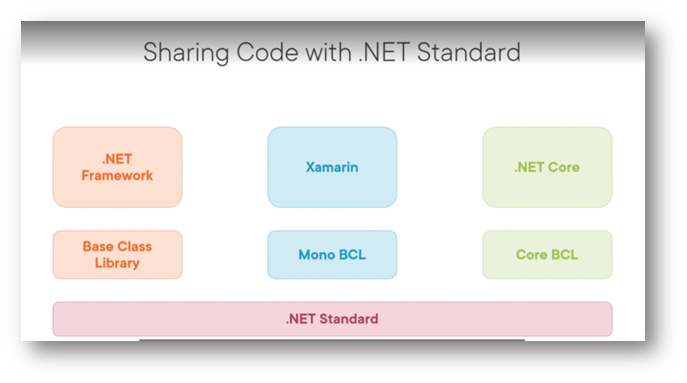 Sharing Code with .NET Standard
.NET
Framework
Xamarin
.NET Core
Base Class
Library
Mono BCL
Core BCL
.NET Standard